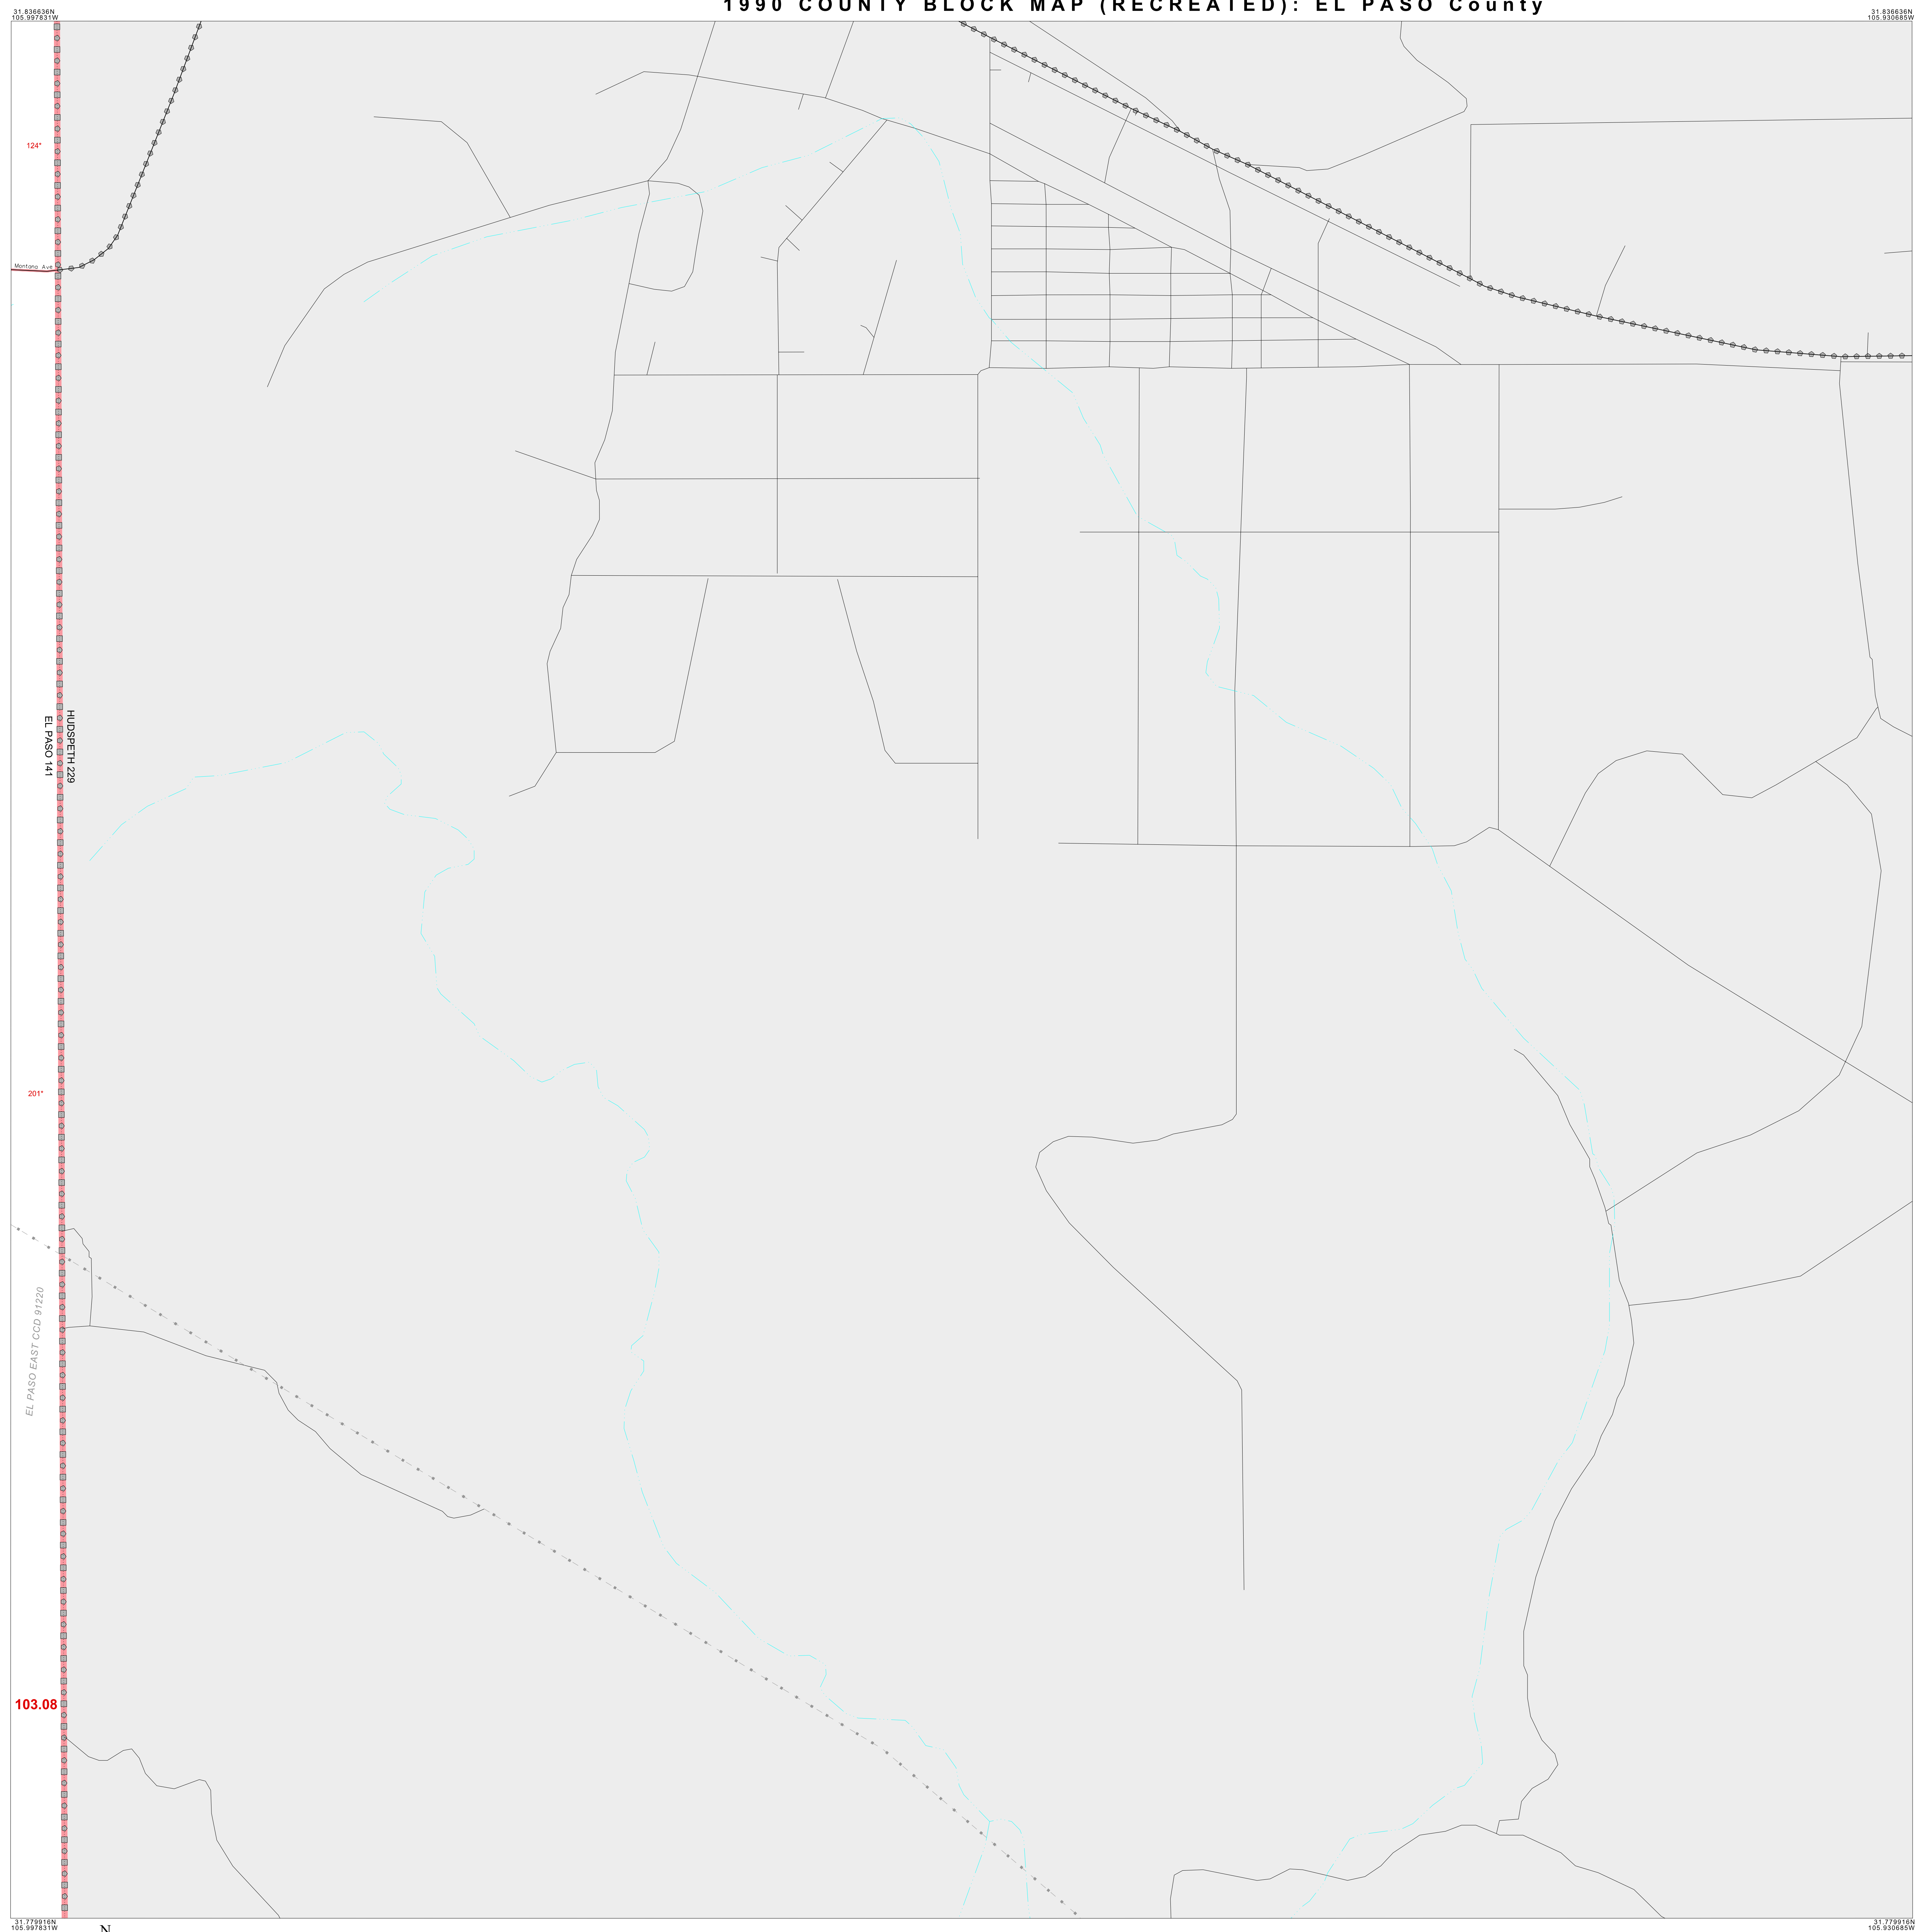 1990 COUNTY BLOCK MAP (RECREATED): EL PASO County
31.836636N
105.997831W
31.836636N
105.930685W
124*
Montana Ave
HUDSPETH 229
EL PASO 141
201*
EL PASO EAST CCD 91220
103.08
31.779916N
105.997831W
N
31.779916N
105.930685W